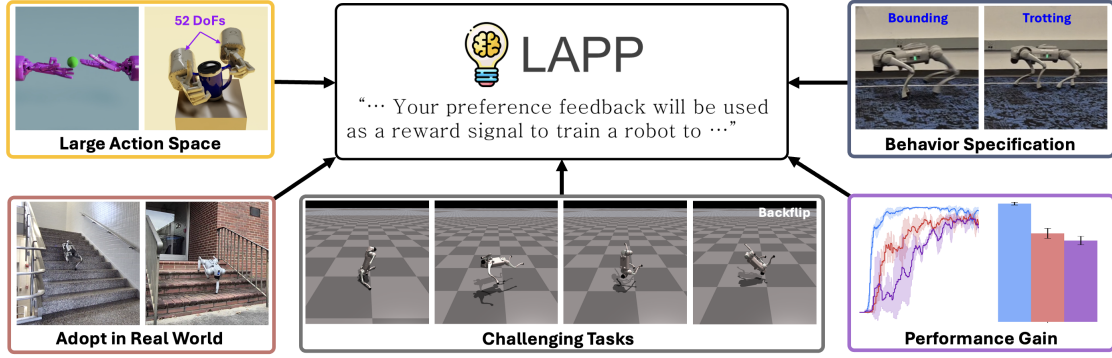 52 DoFs
Large Action Space
LAPP
“··· Your preference feedback will be used
as a reward signal to train a robot to ···”
Bounding
Trotting
Behavior Specification
Adopt in Real World
Backflip
Challenging Tasks
Performance Gain